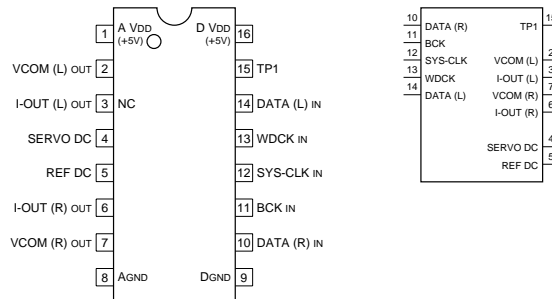 1 A VDD (+5V) D VDD (+5V) 16
VCOM (L) OUT 2 15 TP1
I-OUT (L) OUT 3 NC 14 DATA (L) IN
SERVO DC 4 13 WDCK IN
REF DC 5 12 SYS-CLK IN
I-OUT (R) OUT 6 11 BCK IN
VCOM (R) OUT 7 10 DATA (R) IN
8 AGND DGND 9
10 DATA (R) TP1 15
11 BCK
12 SYS-CLK VCOM (L) 2
13 WDCK I-OUT (L) 3
14 DATA (L) VCOM (R) 7
I-OUT (R) 6
SERVO DC 4
REF DC 5